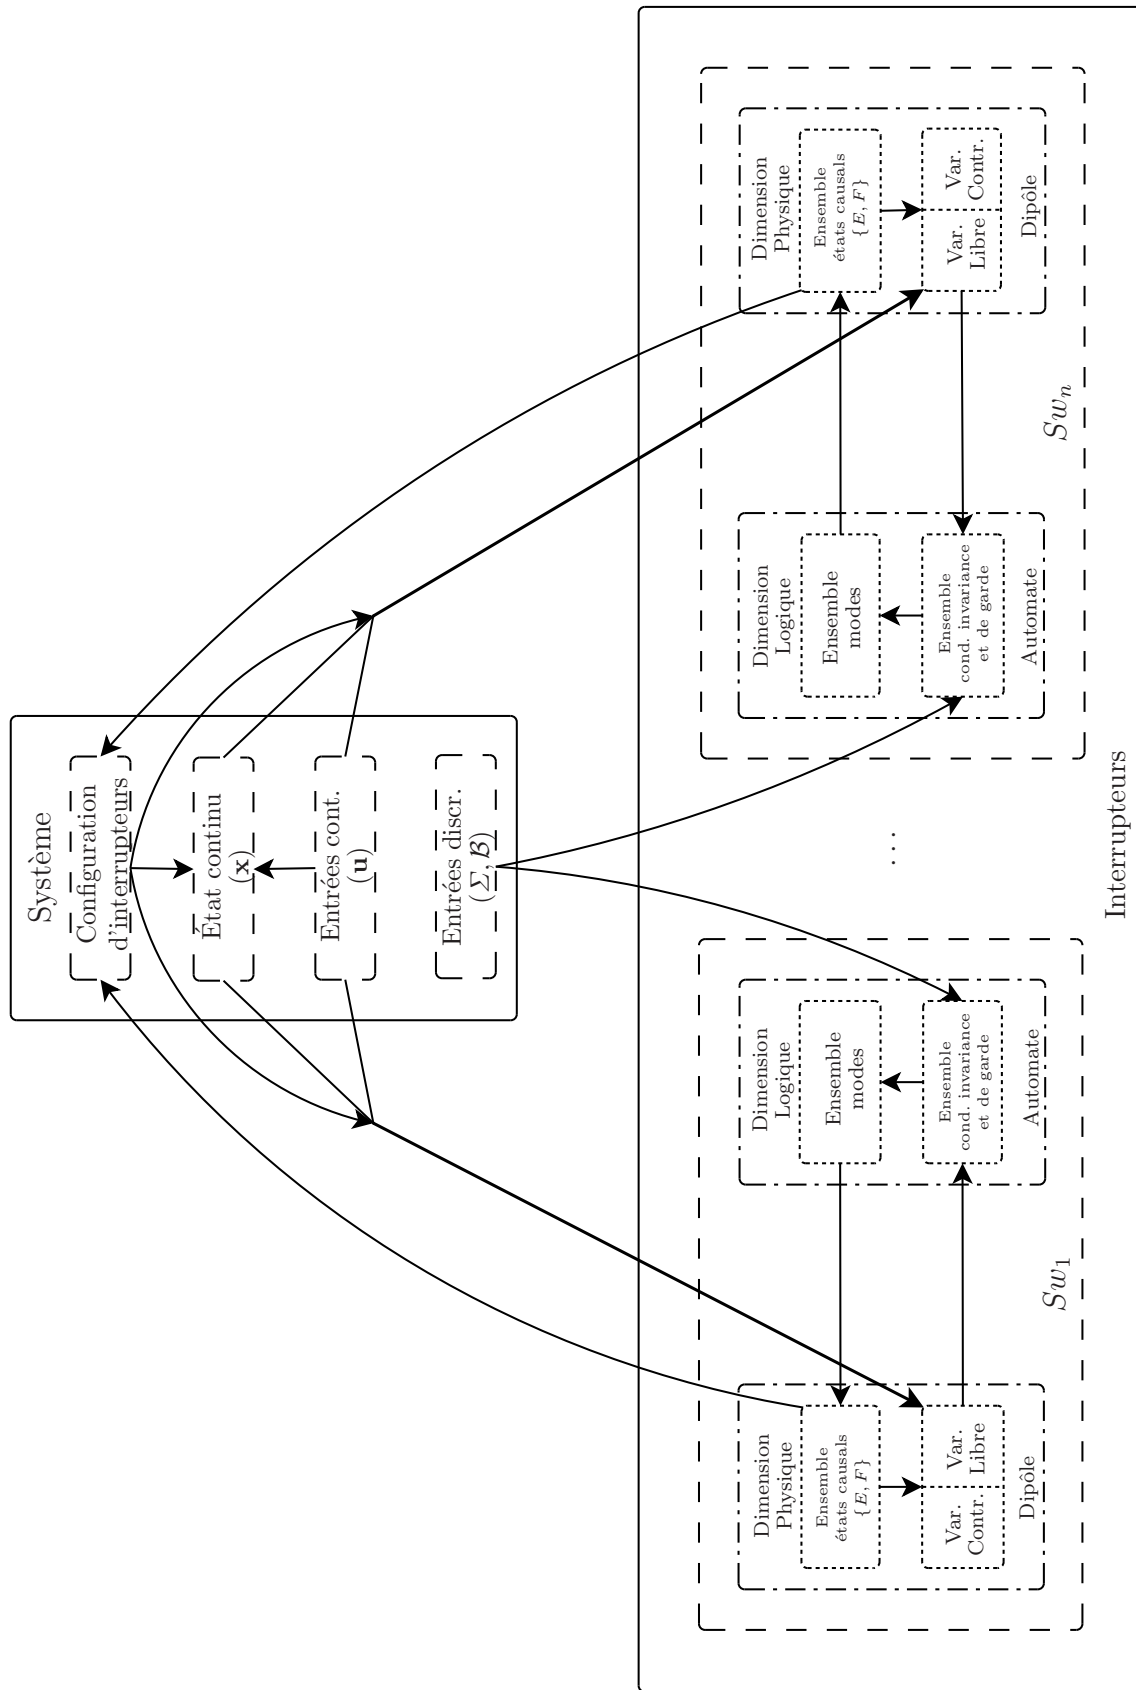 Système
Configuration
d'interrupteurs
État continu
(x)
Entrées cont.
(u)
Entrées discr.
(Σ, B)
Dimension
Physique
Ensemble
états causals
{E, F}
Var.
Contr.
Var.
Libre
Dipôle
Dimension
Logique
Ensemble
modes
Ensemble
cond. invariance
et de garde
Automate
Sw1
...
Dimension
Logique
Ensemble
modes
Ensemble
cond. invariance
et de garde
Automate
Dimension
Physique
Ensemble
états causals
{E, F}
Var.
Libre
Var.
Contr.
Dipôle
Swn
Interrupteurs